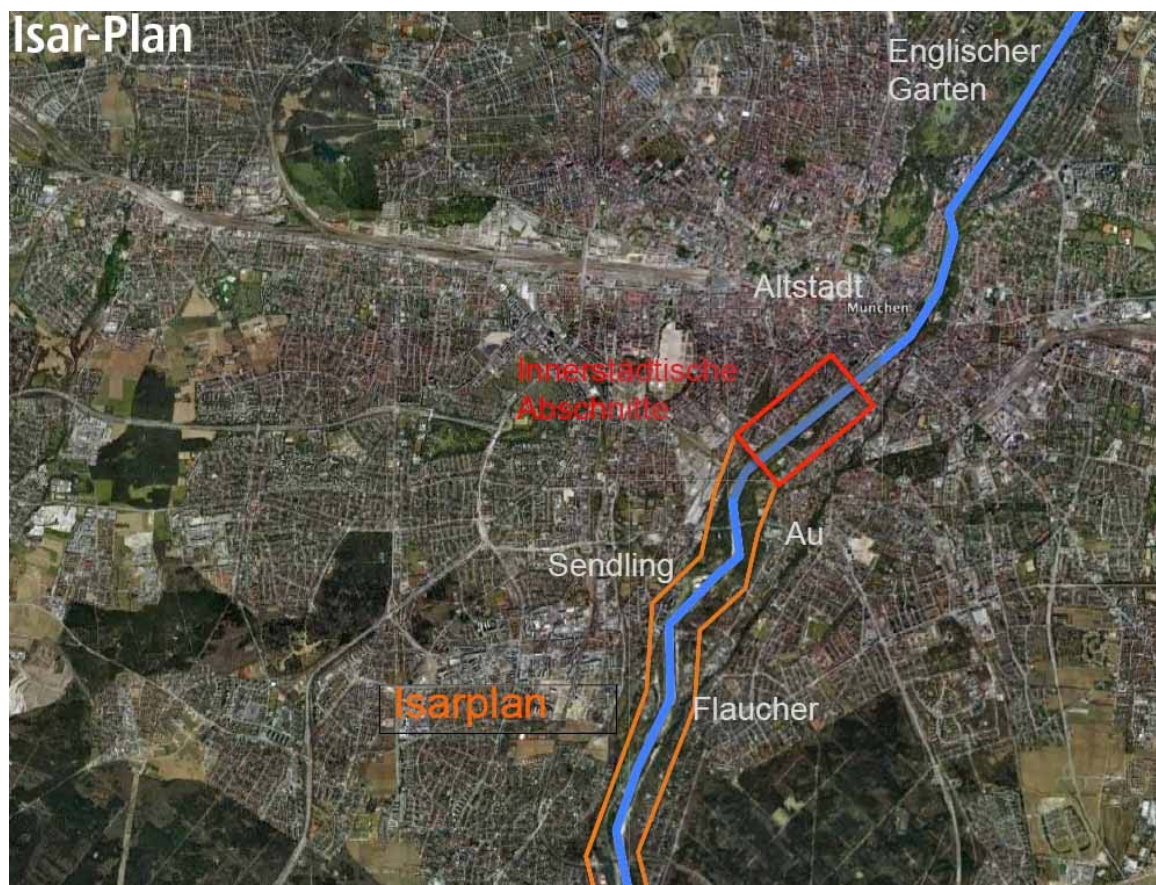 Isar-Plan
Englischer
Garten
Altstadt
München
Innerstädtische
Abschnitte
Au
Sendling
Isarplan
Flaucher